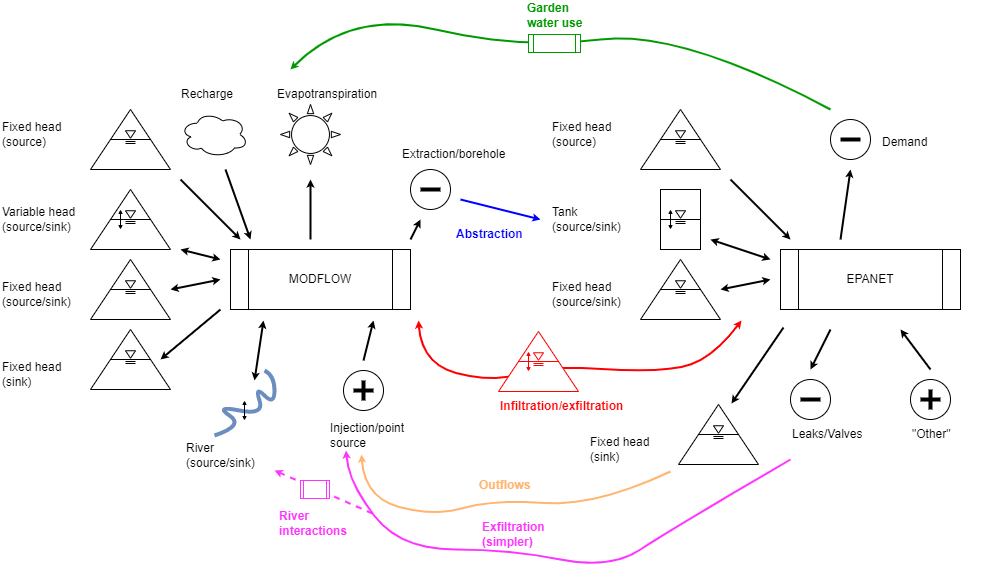 Garden
water use
Recharge
Evapotranspiration
Fixed head
(source)
Extraction/borehole
Fixed head
(source)
Demand
Variable head
(source/sink)
Abstraction
Tank
(source/sink)
MODFLOW
EPANET
Fixed head
(source/sink)
Fixed head
(source/sink)
Fixed head
(sink)
Infiltration/exfiltration
River
(source/sink)
Injection/point
source
Fixed head
(sink)
Leaks/Valves
"Other"
Outflows
River
interactions
Exfiltration
(simpler)